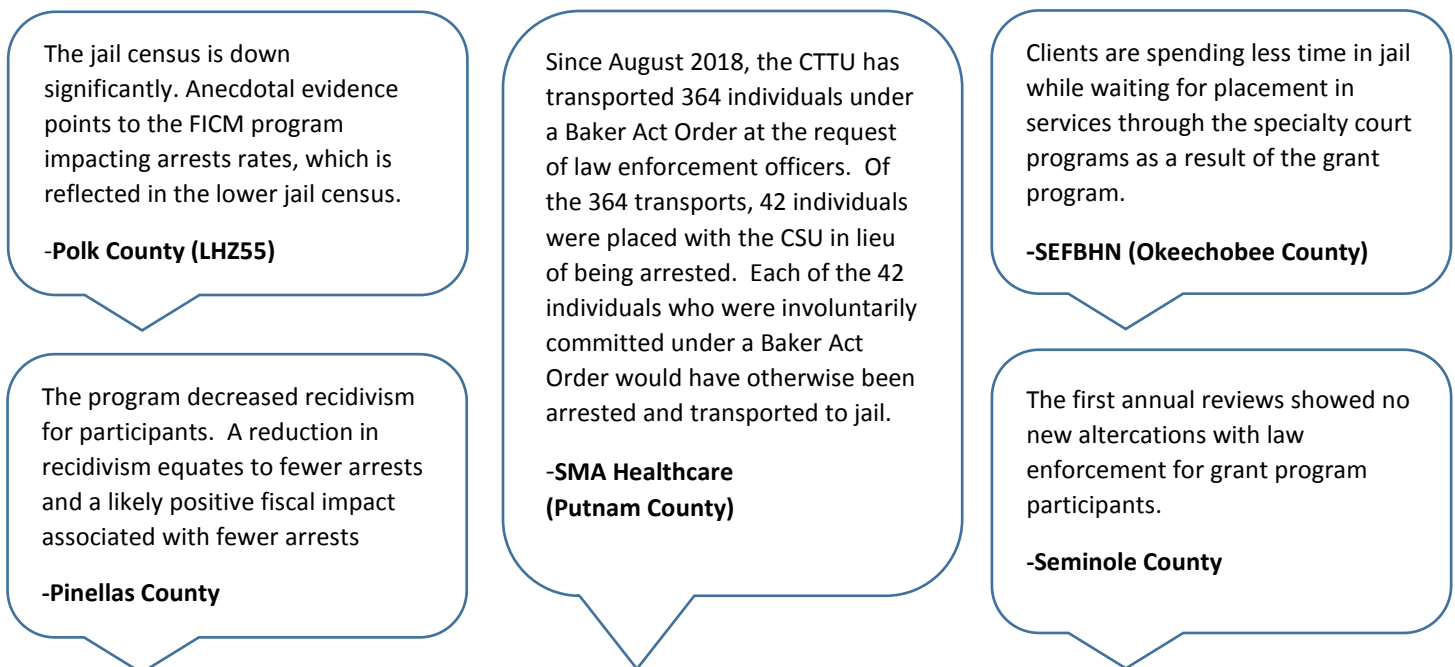 The jail census is down
significantly. Anecdotal evidence
points to the FICM program
impacting arrests rates, which is
reflected in the lower jail census.
-Polk County (LHZ55)
The program decreased recidivism
for participants.  A reduction in
recidivism equates to fewer arrests
and a likely positive fiscal impact
associated with fewer arrests
-Pinellas County
Since August 2018, the CTTU has
transported 364 individuals under
a Baker Act Order at the request
of law enforcement officers.  Of
the 364 transports, 42 individuals
were placed with the CSU in lieu
of being arrested.  Each of the 42
individuals who were involuntarily
committed under a Baker Act
Order would have otherwise been
arrested and transported to jail.
-SMA Healthcare
(Putnam County)
Clients are spending less time in jail
while waiting for placement in
services through the specialty court
programs as a result of the grant
program.
-SEFBHN (Okeechobee County)
The first annual reviews showed no
new altercations with law
enforcement for grant program
participants.
-Seminole County